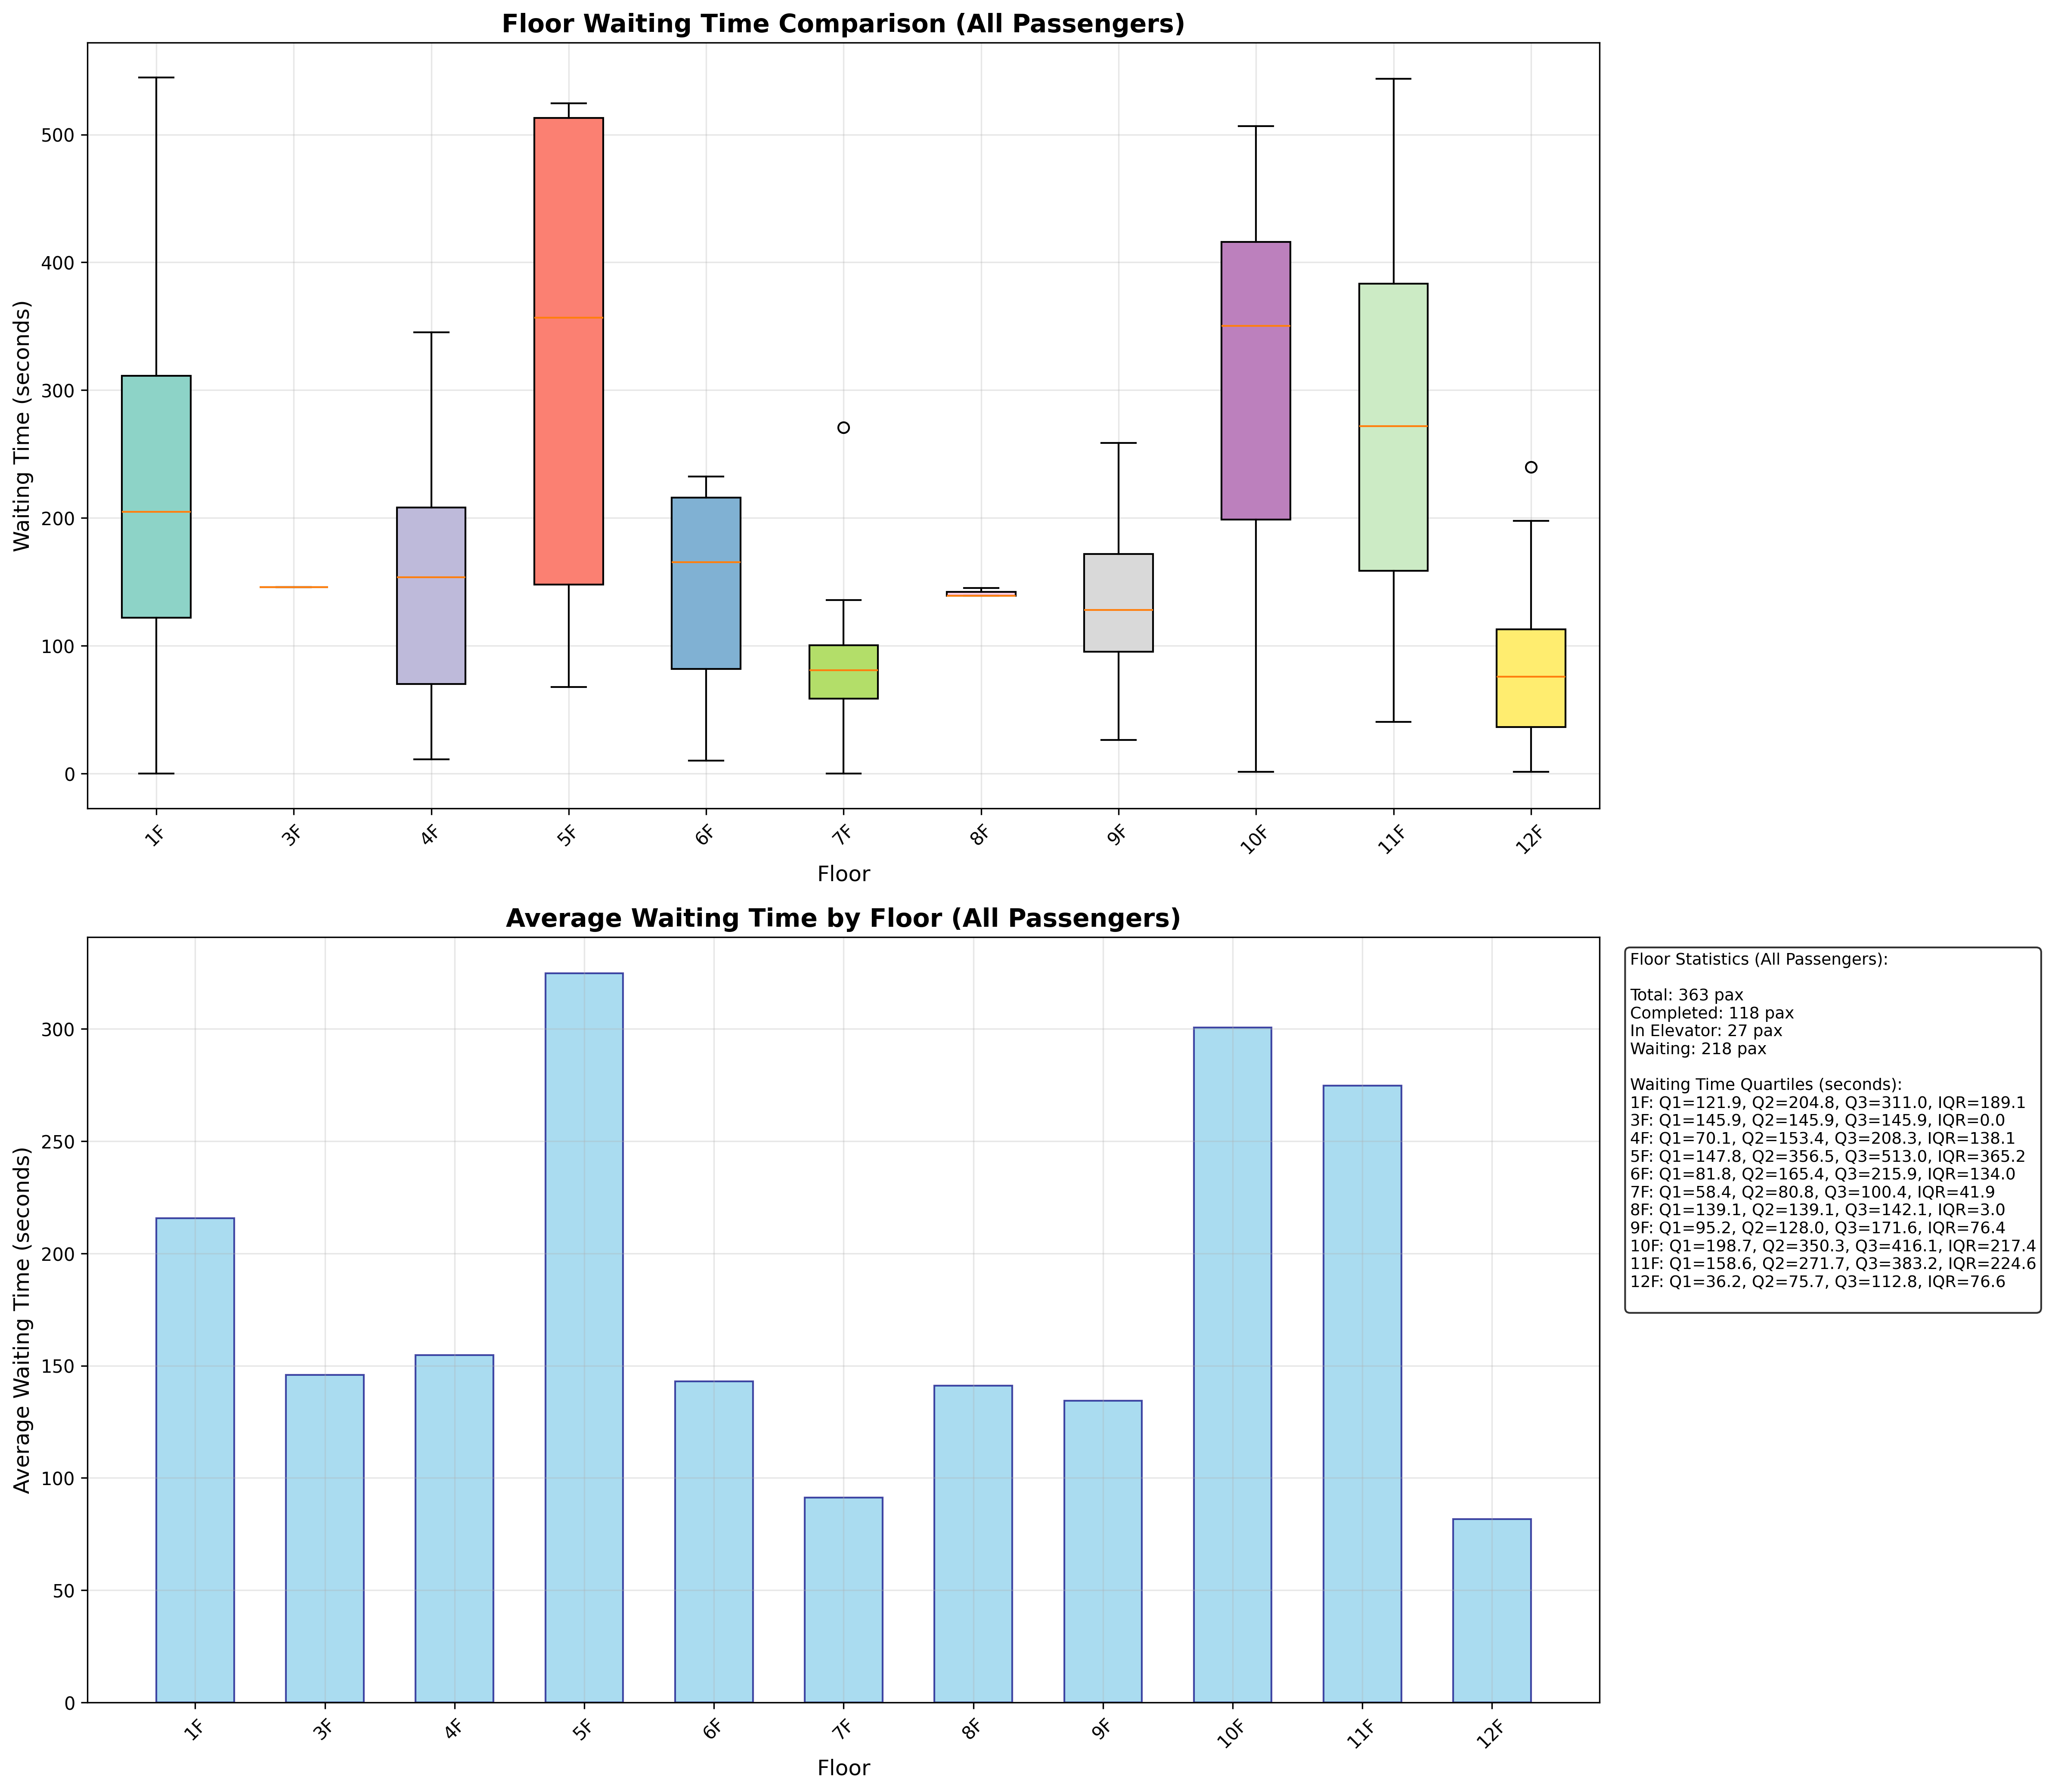 Floor Waiting Time Comparison (All Passengers)
Waiting Time (seconds)
500
400
300
200
100
0
1F
3F
4F
5F
6F
7F
8F
9F
10F
11F
12F
Floor
Average Waiting Time by Floor (All Passengers)
Average Waiting Time (seconds)
300
250
200
150
100
50
0
1F
3F
4F
5F
6F
7F
8F
9F
10F
11F
12F
Floor
Floor Statistics (All Passengers):
Total: 363 pax
Completed: 118 pax
In Elevator: 27 pax
Waiting: 218 pax
Waiting Time Quartiles (seconds):
1F: Q1=121.9, Q2=204.8, Q3=311.0, IQR=189.1
3F: Q1=145.9, Q2=145.9, Q3=145.9, IQR=0.0
4F: Q1=70.1, Q2=153.4, Q3=208.3, IQR=138.1
5F: Q1=147.8, Q2=356.5, Q3=513.0, IQR=365.2
6F: Q1=81.8, Q2=165.4, Q3=215.9, IQR=134.0
7F: Q1=58.4, Q2=80.8, Q3=100.4, IQR=41.9
8F: Q1=139.1, Q2=139.1, Q3=142.1, IQR=3.0
9F: Q1=95.2, Q2=128.0, Q3=171.6, IQR=76.4
10F: Q1=198.7, Q2=350.3, Q3=416.1, IQR=217.4
11F: Q1=158.6, Q2=271.7, Q3=383.2, IQR=224.6
12F: Q1=36.2, Q2=75.7, Q3=112.8, IQR=76.6